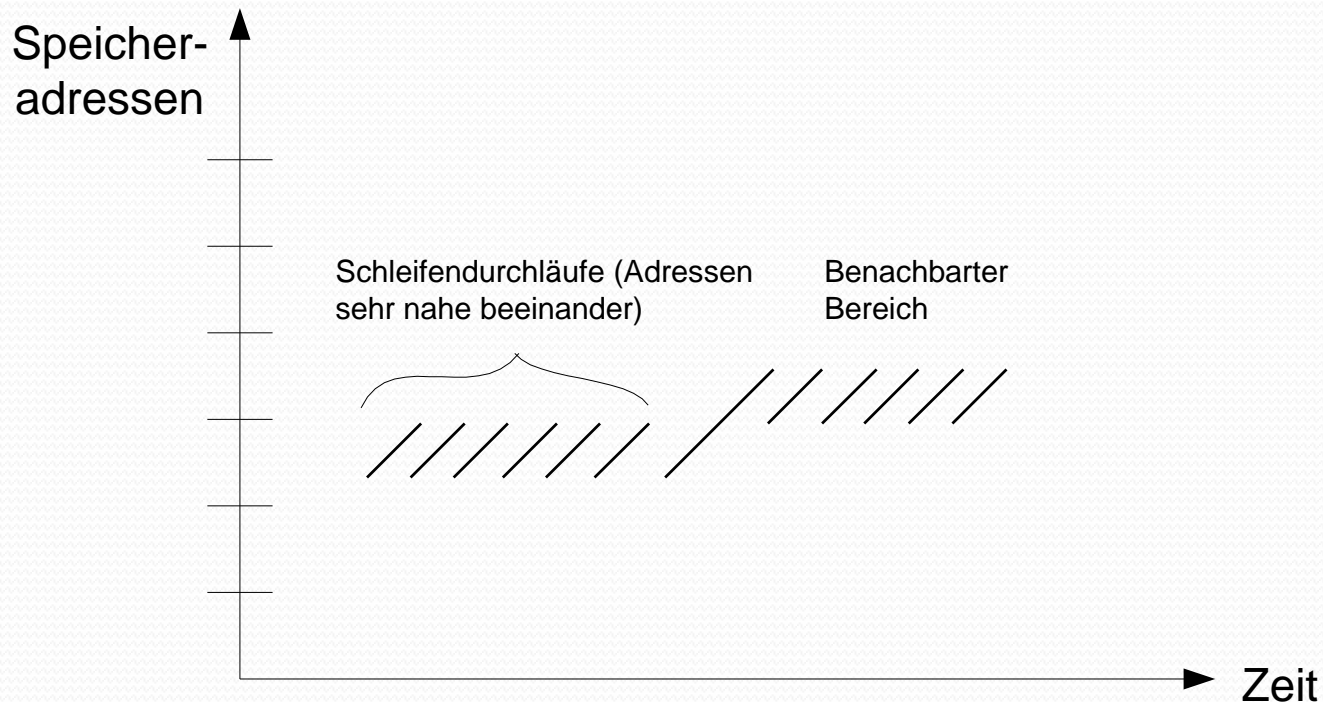 Speicher-
adressen
Schleifendurchläufe (Adressen
sehr nahe beeinander)
Benachbarter
Bereich
Zeit